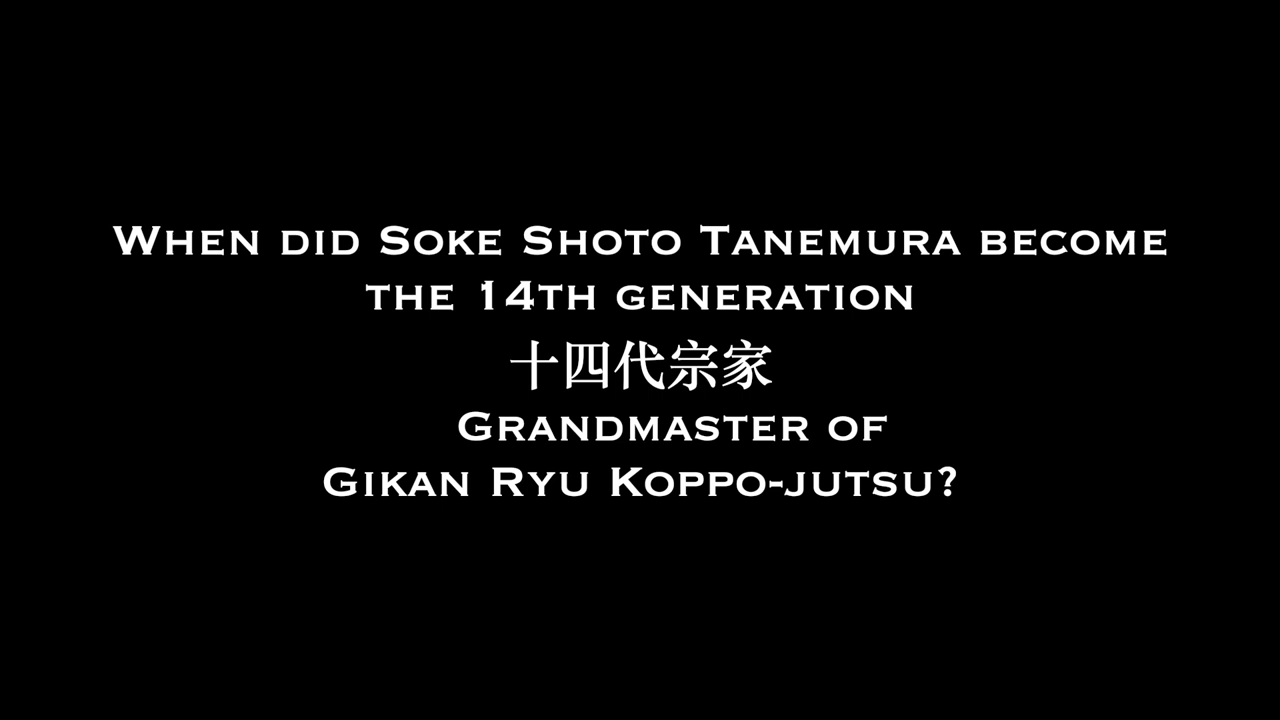 When did Soke Shoto Tanemura become
the 14th generation
十四代宗家
Grandmaster of
Gikan Ryu Koppo-jutsu?